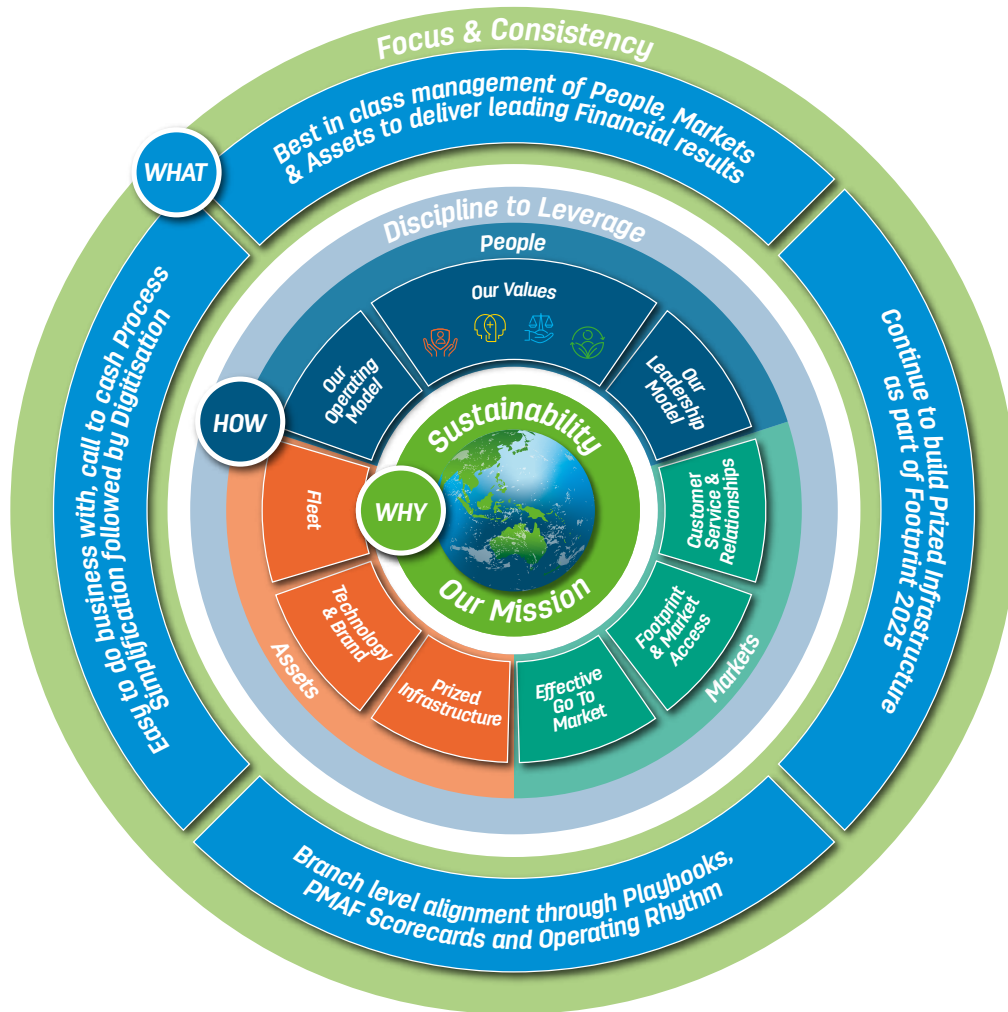 Focus & Consistency
WHAT
Best in class management of People, Markets
& Assets to deliver leading Financial results
Continue to build Prized Infrastructure
as part of Footprint 2025
Branch level alignment through Playbooks,
PMAF Scorecards and Operating Rhythm
Easy to do business with, call to cash Process
Simplification followed by Digitisation
Discipline to Leverage
HOW
People
Our
Operating
Model
Our Values
Our
Leadership
Model
Markets
Customer
Service &
Relationships
Footprint
& Market
Access
Effective
Go To
Market
Assets
Prized
Infrastructure
Technology
& Brand
Fleet
WHY
Sustainability
Our Mission